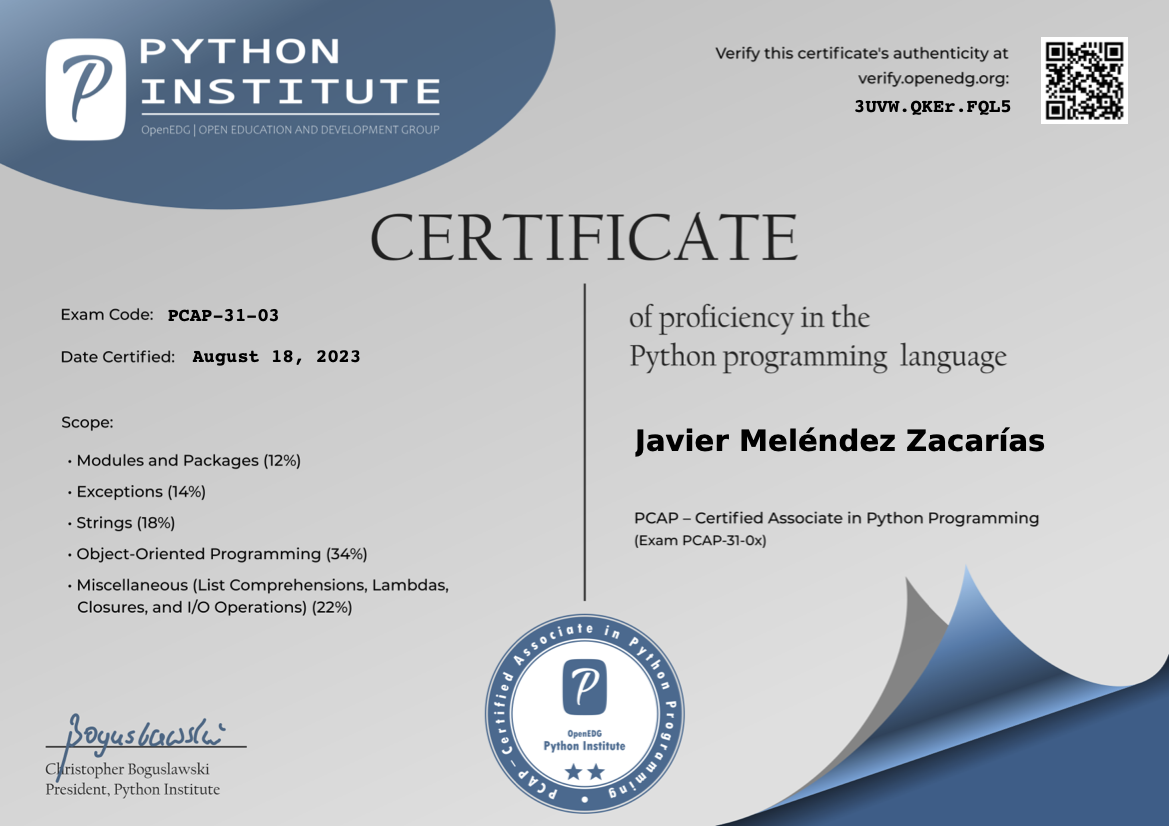 PYTHON
INSTITUTE
OpenEDG | OPEN EDUCATION AND DEVELOPMENT GROUP
Verify this certificate's authenticity at
verify.openedg.org:
3UVW.QKEr.FQL5
CERTIFICATE
Exam Code: PCAP-31-03
Date Certified: August 18, 2023
Scope:
• Modules and Packages (12%)
• Exceptions (14%)
• Strings (18%)
• Object-Oriented Programming (34%)
• Miscellaneous (List Comprehensions, Lambdas,
Closures, and I/O Operations) (22%)
of proficiency in the
Python programming language
Javier Meléndez Zacarías
PCAP – Certified Associate in Python Programming
(Exam PCAP-31-0x)
Boguslawski
Christopher Boguslawski
President, Python Institute
PCAP – Certified Associate in Python Programming •
OpenEDG
Python Institute